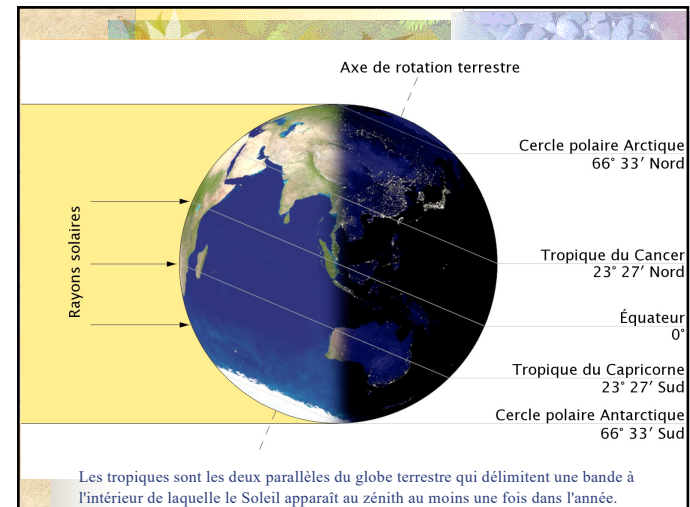 Axe de rotation terrestre
Cercle polaire Arctique
66° 33′ Nord
Rayons solaires
Tropique du Cancer
23° 27′ Nord
Équateur
0°
Tropique du Capricorne
23° 27′ Sud
Cercle polaire Antarctique
66° 33′ Sud
Les tropiques sont les deux parallèles du globe terrestre qui délimitent une bande à
l'intérieur de laquelle le Soleil apparaît au zénith au moins une fois dans l'année.